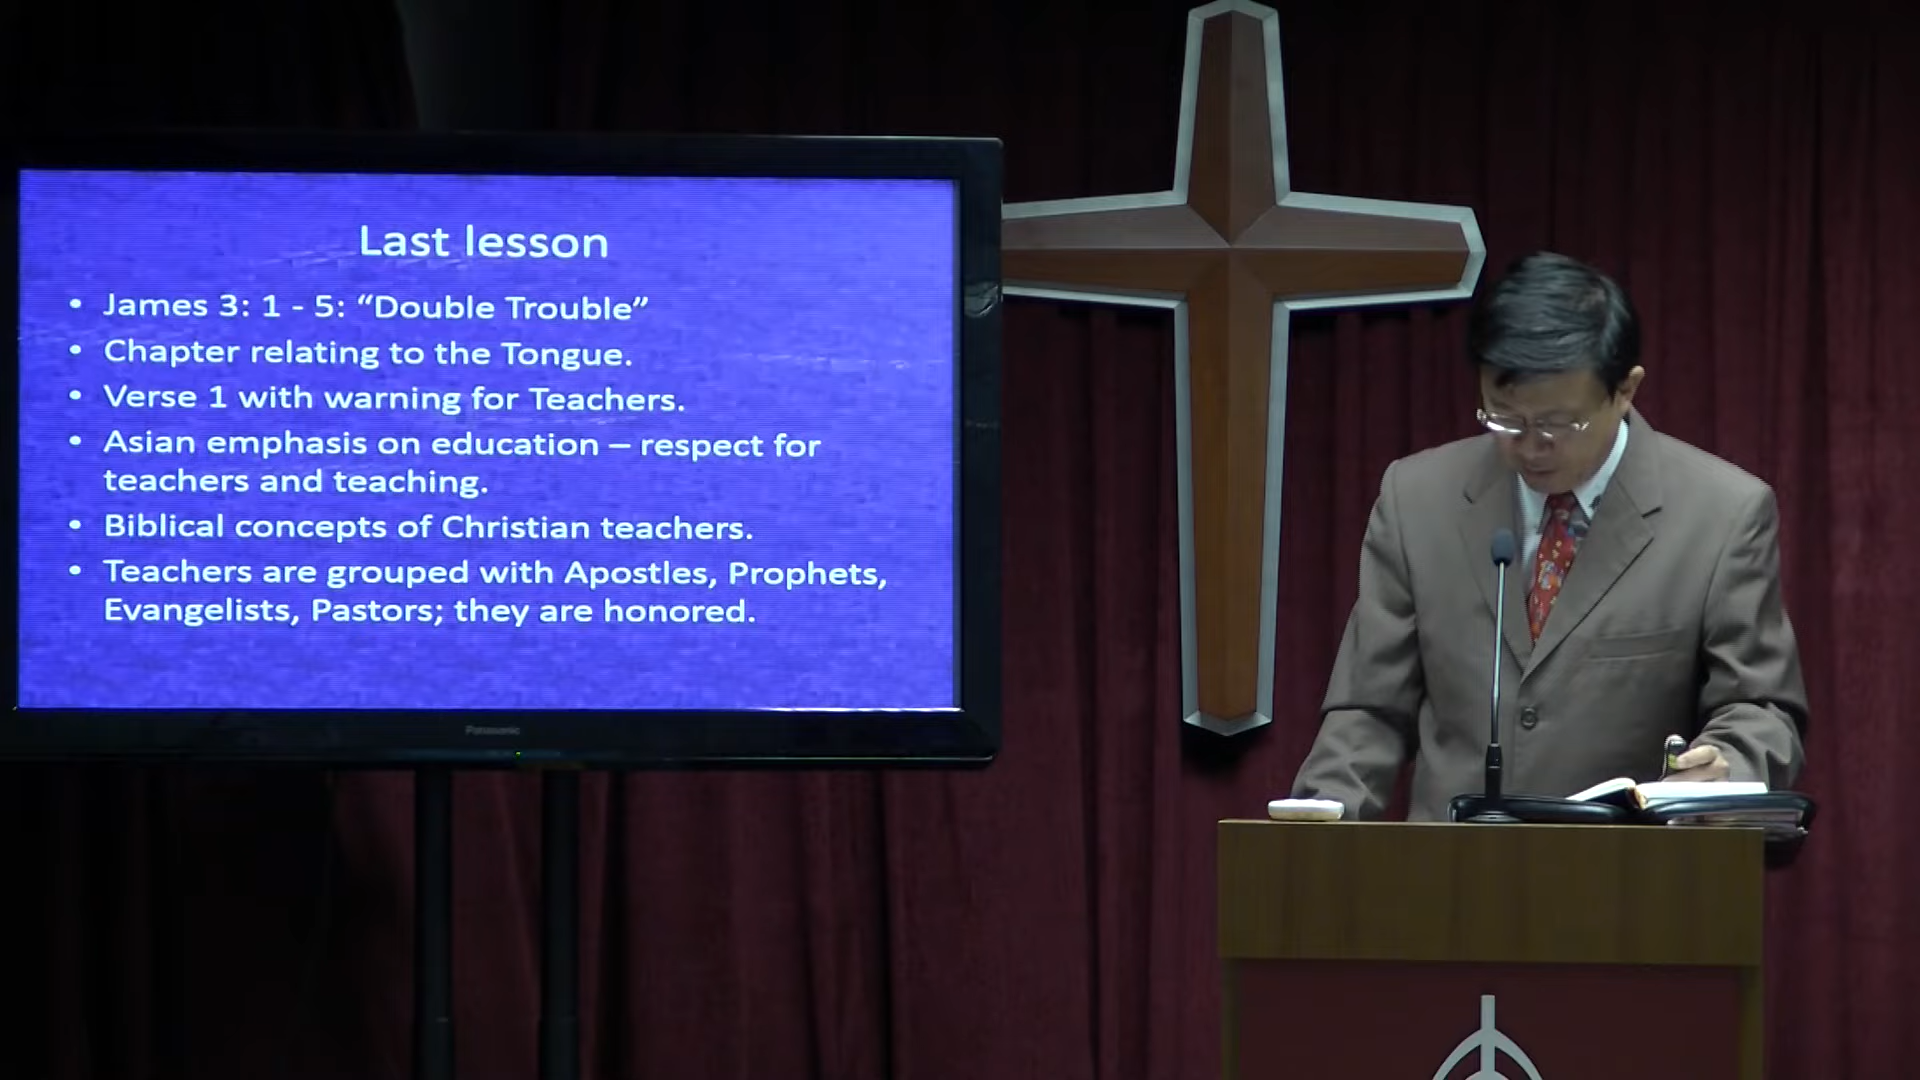 Last lesson
• James 3: 1 - 5: “Double Trouble”
• Chapter relating to the Tongue.
• Verse 1 with warning for Teachers.
• Asian emphasis on education – respect for
teachers and teaching.
• Biblical concepts of Christian teachers.
• Teachers are grouped with Apostles, Prophets,
Evangelists, Pastors; they are honored.
Panasonic